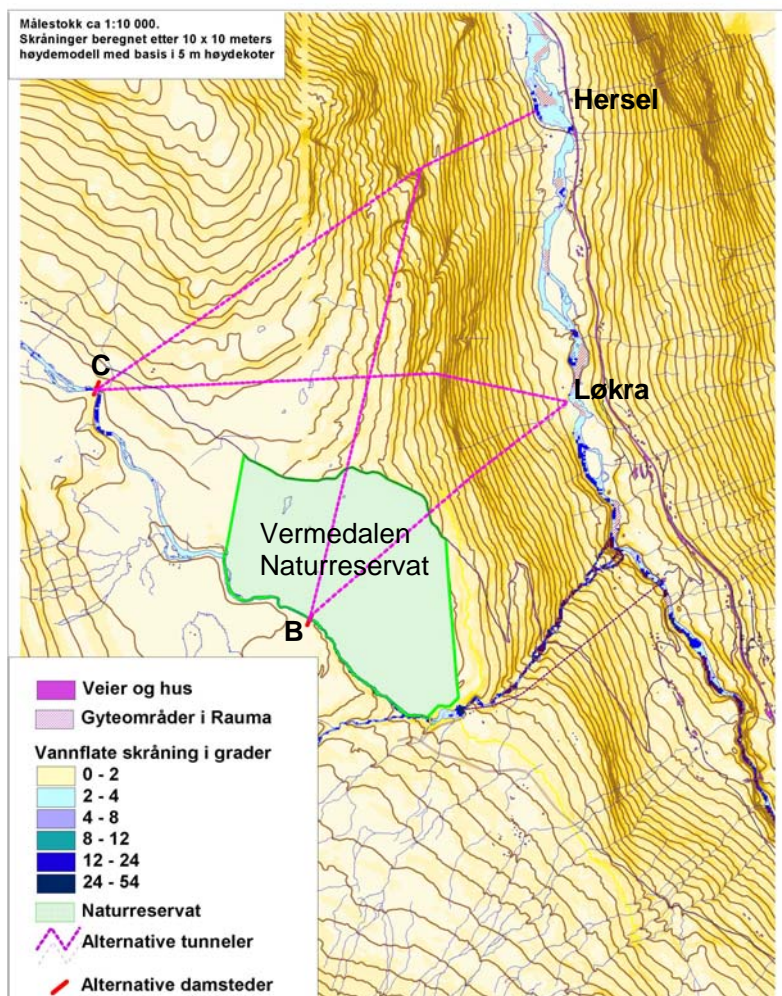 Målestokk ca 1:10 000.
Skråninger beregnet etter 10 x 10 meters
høydemodell med basis i 5 m høydekoter
Hersel
C
Løkra
Vermedalen
Naturreservat
B
Veier og hus
Gyteområder i Rauma
Vannflate skråning i grader
0 - 2
2 - 4
4 - 8
8 - 12
12 - 24
24 - 54
Naturreservat
Alternative tunneler
Alternative damsteder